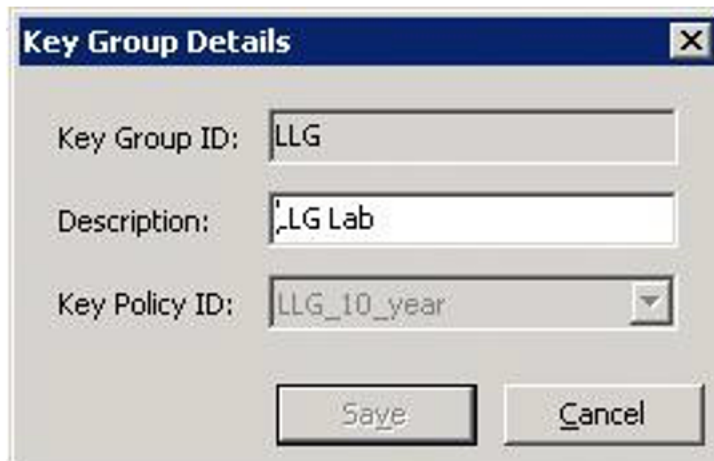 Key Group Details
Key Group ID: LLG
Description: LLG Lab
Key Policy ID: LLG_10_year
Save Cancel